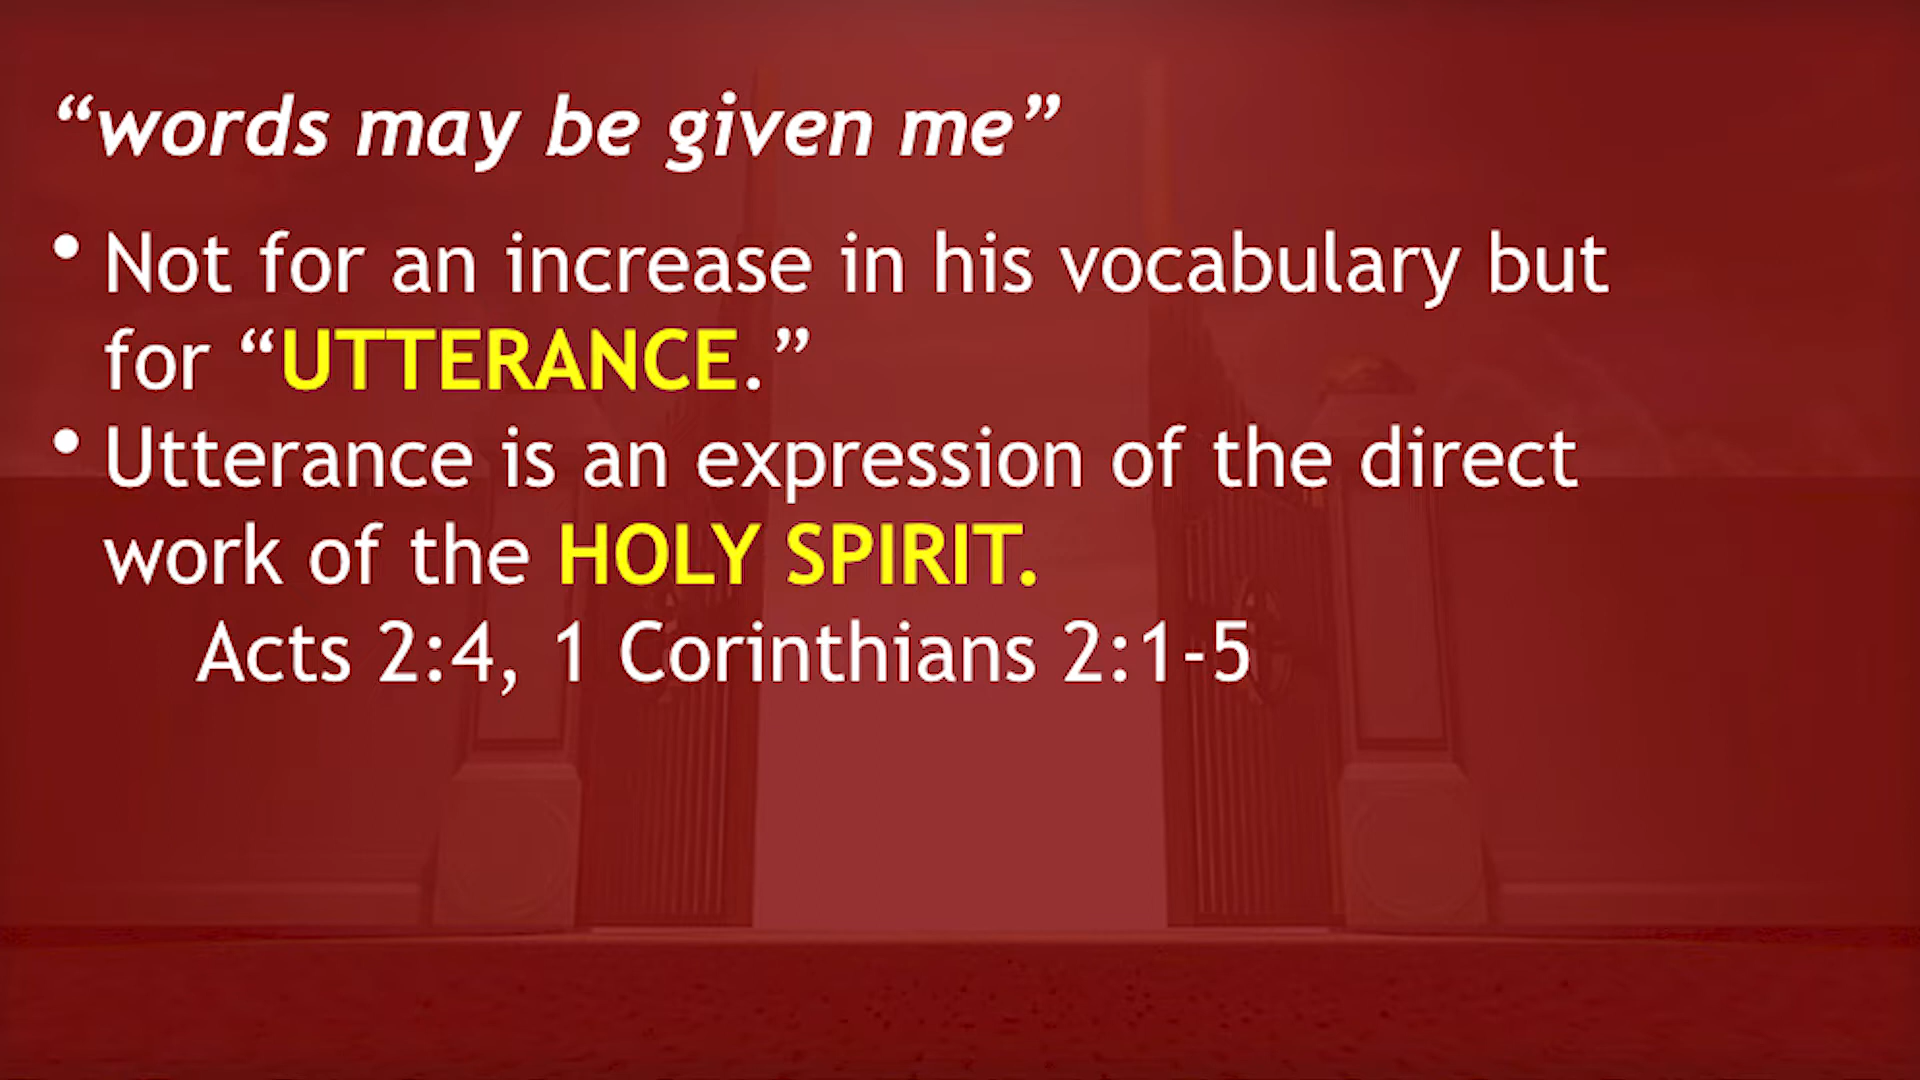 “words may be given me”
• Not for an increase in his vocabulary but
for “UTTERANCE.”
• Utterance is an expression of the direct
work of the HOLY SPIRIT.
Acts 2:4, 1 Corinthians 2:1-5